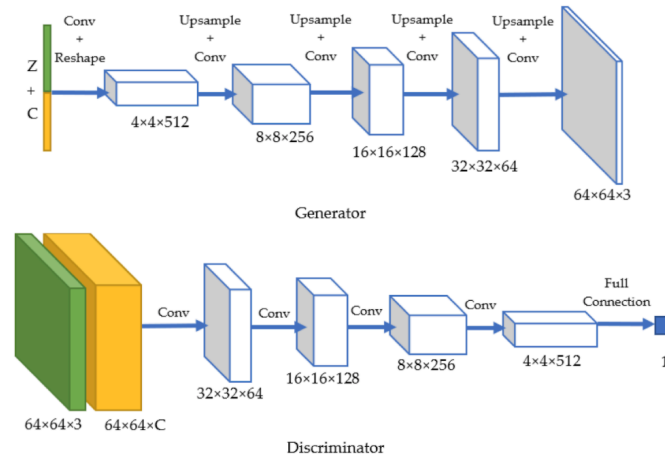 Conv
+
Reshape
Upsample
+
Conv
Upsample
+
Conv
Upsample
+
Conv
Upsample
+
Conv
Z
+
C
4×4×512
8×8×256
16×16×128
32×32×64
64×64×3
Generator
Conv
Conv
Conv
Conv
Full
Connection
64×64×3
64×64×C
32×32×64
16×16×128
8×8×256
4×4×512
1
Discriminator